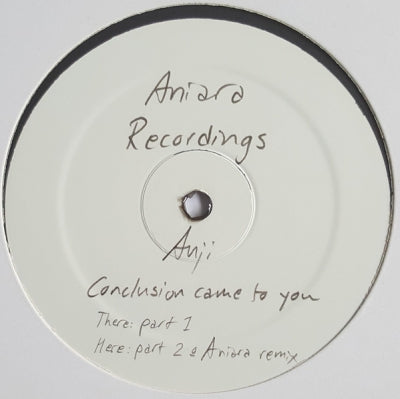 Aniara
Recordings
Anji
Conclusion came to you
There: part 1
Here: part 2 & Aniara remix